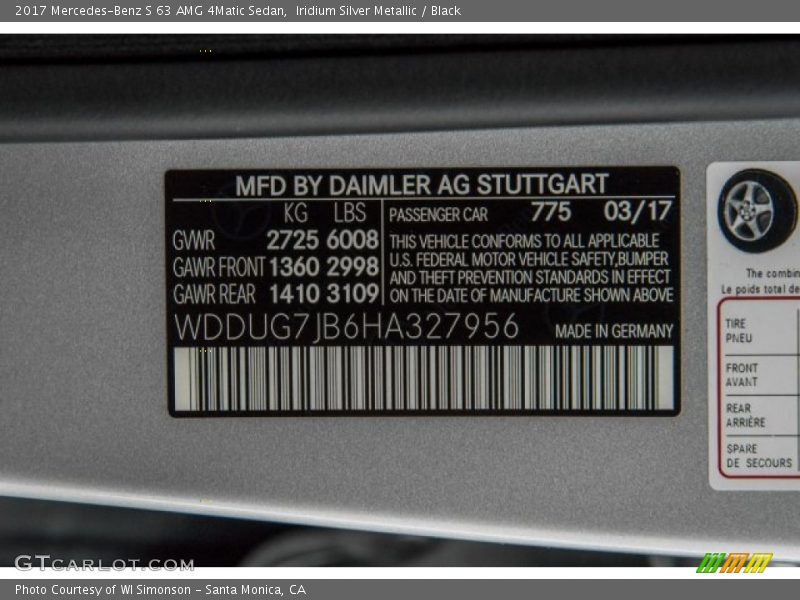 2017 Mercedes-Benz S 63 AMG 4Matic Sedan, Iridium Silver Metallic / Black
MFD BY DAIMLER AG STUTTGART
KG LBS
GVWR 2725 6008
GAWR FRONT 1360 2998
GAWR REAR 1410 3109
PASSENGER CAR 775 03/17
THIS VEHICLE CONFORMS TO ALL APPLICABLE
U.S. FEDERAL MOTOR VEHICLE SAFETY,BUMPER
AND THEFT PREVENTION STANDARDS IN EFFECT
ON THE DATE OF MANUFACTURE SHOWN ABOVE
WDDUG7JB6HA327956 MADE IN GERMANY
The combin
Le poids total de
TIRE
PNEU
FRONT
AVANT
REAR
ARRIÈRE
SPARE
DE SECOURS
GTCARLOT.COM
Photo Courtesy of WI Simonson - Santa Monica, CA